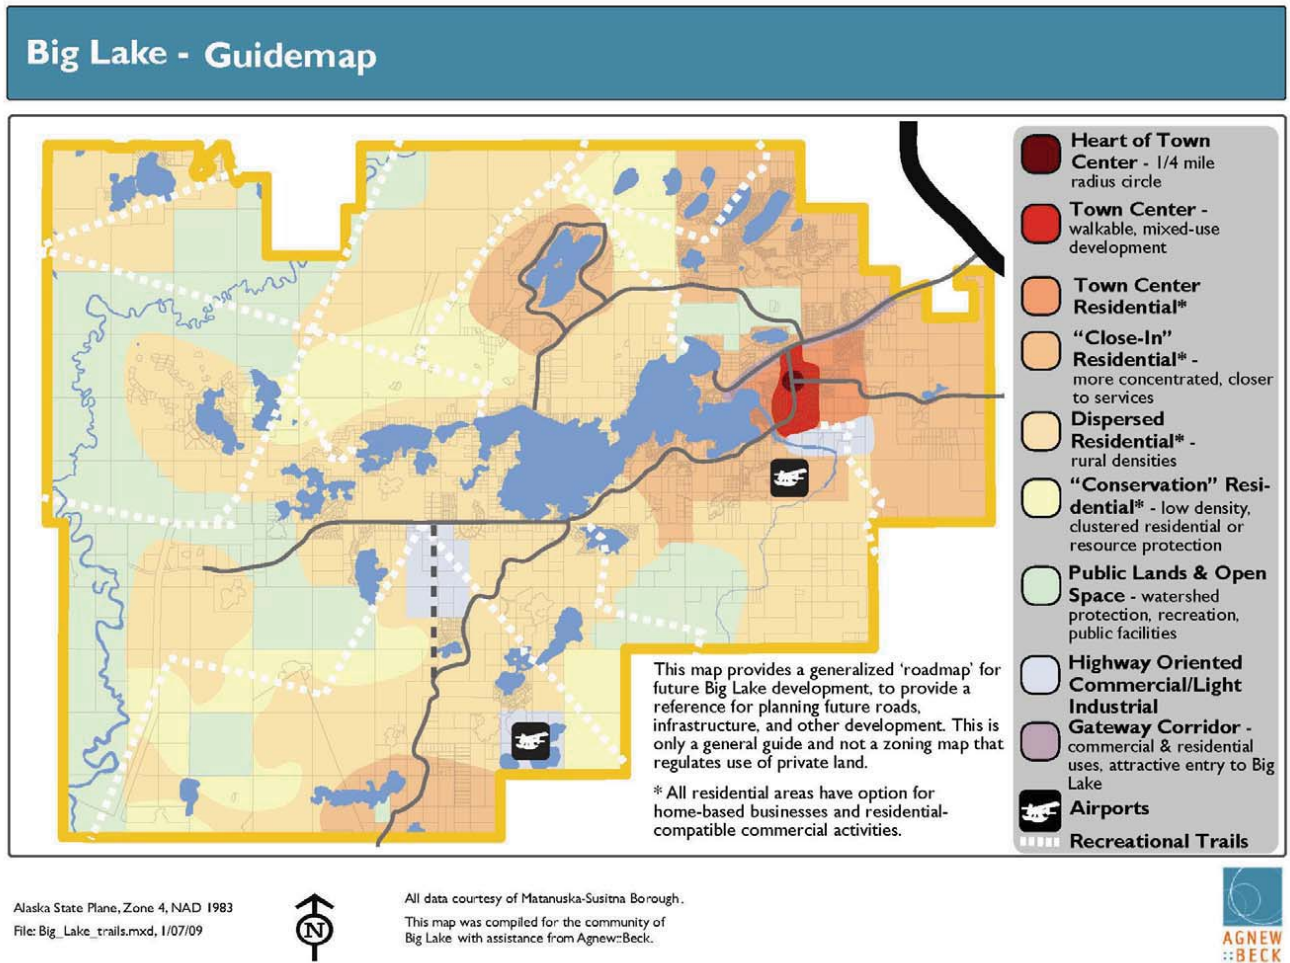 Big Lake - Guidemap
Heart of Town
Center - 1/4 mile
radius circle
Town Center -
walkable, mixed-use
development
Town Center
Residential*
“Close-In”
Residential* -
more concentrated, closer
to services
Dispersed
Residential* -
rural densities
“Conservation” Resi-
dential* - low density,
clustered residential or
resource protection
Public Lands & Open
Space - watershed
protection, recreation,
public facilities
Highway Oriented
Commercial/Light
Industrial
Gateway Corridor -
commercial & residential
uses, attractive entry to Big
Lake
Airports
Recreational Trails
This map provides a generalized ‘roadmap’ for
future Big Lake development, to provide a
reference for planning future roads,
infrastructure, and other development. This is
only a general guide and not a zoning map that
regulates use of private land.
* All residential areas have option for
home-based businesses and residential-
compatible commercial activities.
Alaska State Plane, Zone 4, NAD 1983
File: Big_Lake_trails.mxd, 1/07/09
N
All data courtesy of Matanuska-Susitna Borough.
This map was compiled for the community of
Big Lake with assistance from Agnew::Beck.
AGNEW
::BECK